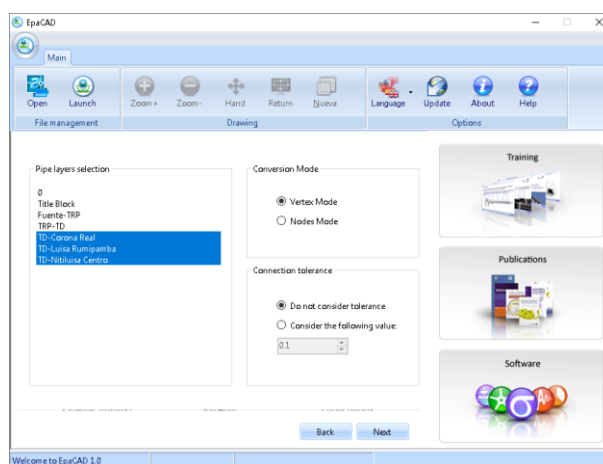 EpaCAD
Main
Open
Launch
Zoom+
Zoom-
Hand
Return
Nueva
Language
Update
About
Help
File management
Drawing
Options
Pipe layers selection
0
Title Block
Fuente-TRP
TRP-TD
TD-Corona Real
TD-Luisa Rumipamba
TD-Nitiluisa Centro
Conversion Mode
Vertex Mode
Nodes Mode
Connection tolerance
Do not consider tolerance
Consider the following value:
0.1
Back
Next
Training
Publications
Software
Welcome to EpaCAD 1.0